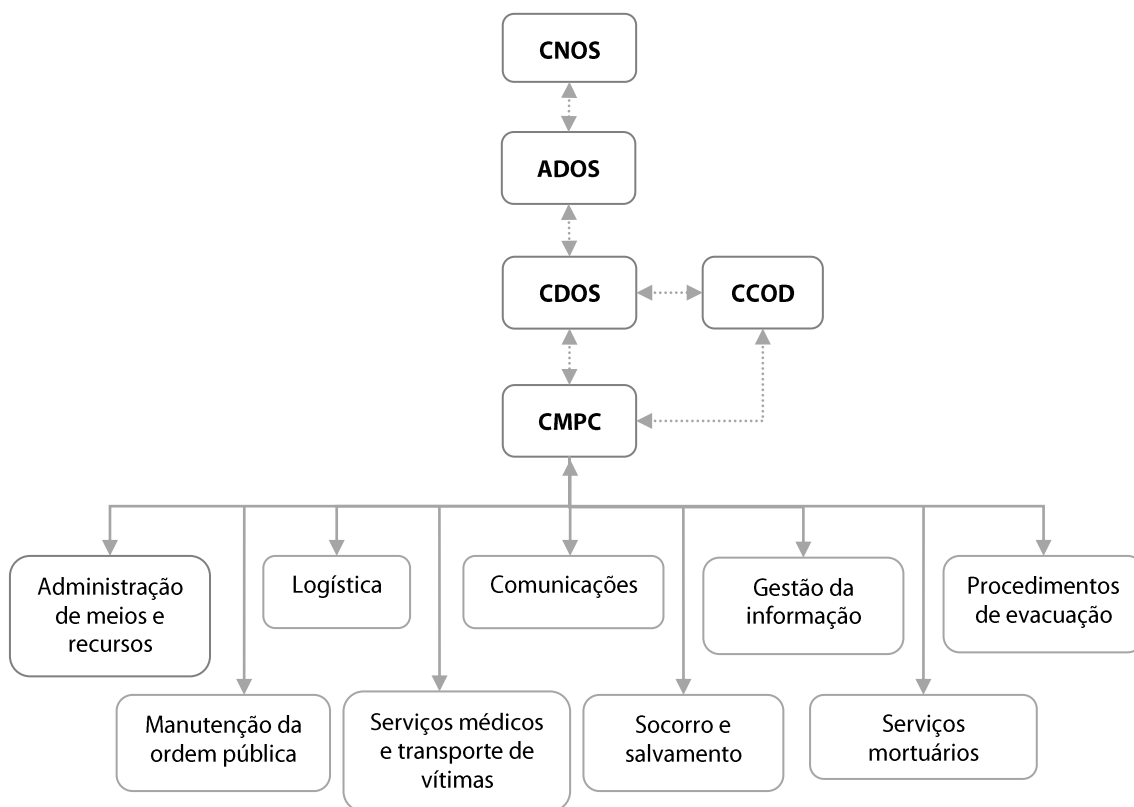 CNOS
ADOS
CDOS
CCOD
CMPC
Administração
de meios e
recursos
Logística
Comunicações
Gestão da
informação
Procedimentos
de evacuação
Manutenção da
ordem pública
Serviços médicos
e transporte de
vítimas
Socorro e
salvamento
Serviços
mortuários